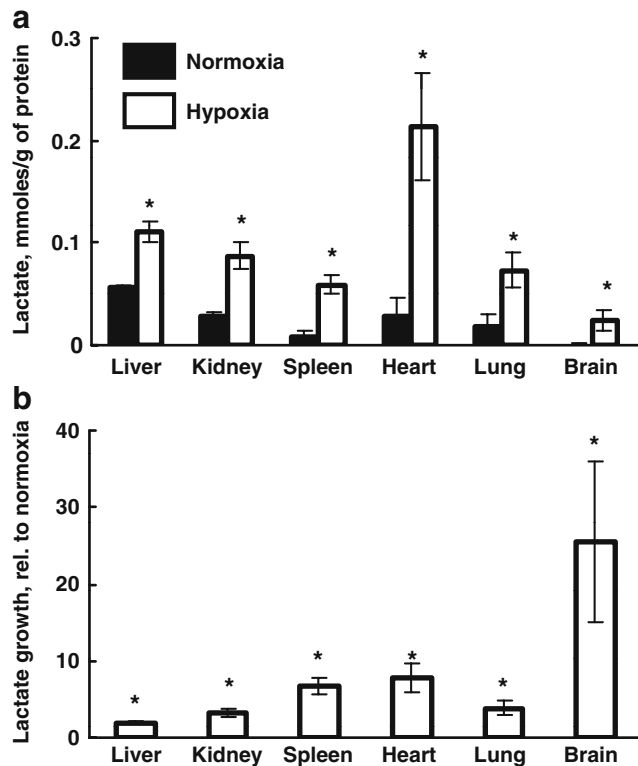 a
Lactate, mmoles/g of protein
0.3
0.2
0.1
0
Normoxia
Hypoxia
*
*
*
*
*
*
Liver Kidney Spleen Heart Lung Brain
b
Lactate growth, rel. to normoxia
40
30
20
10
0
*
*
*
*
*
*
Liver Kidney Spleen Heart Lung Brain